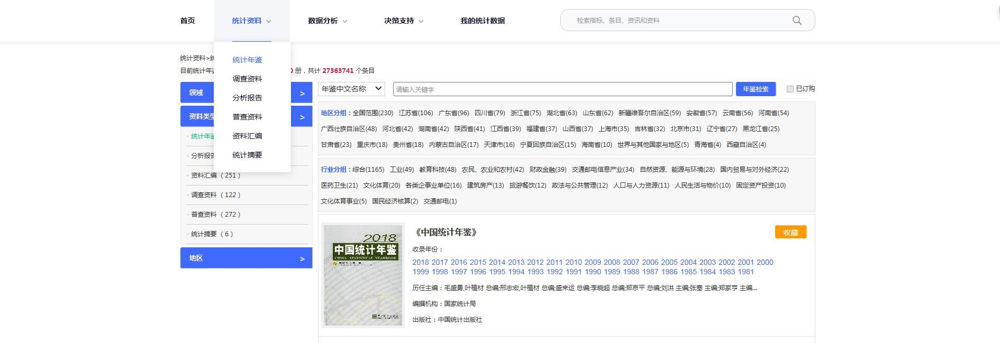 首页 统计资料 数据分析 决策支持 我的统计数据 检索指标、条目、资讯和资料
统计年鉴
调查资料
分析报告
普查资料
资料汇编
统计摘要
统计资料>
目前统计年 0 册，共计 27363741 个条目
领域 >
资料类型 >
统计年
分析报告
资料汇编 （ 251 ）
调查资料 （ 122 ）
普查资料 （ 272 ）
统计摘要 （ 6 ）
地区 >
年鉴中文名称 请输入关键字 年鉴检索 已订购
地区分组：全国范围(230) 江苏省(106) 广东省(96) 四川省(79) 浙江省(75) 湖北省(63) 山东省(62) 新疆维吾尔自治区(59) 安徽省(57) 云南省(56) 河南省(54)
广西壮族自治区(48) 河北省(42) 湖南省(42) 陕西省(41) 江西省(39) 福建省(37) 山西省(37) 上海市(35) 吉林省(32) 北京市(31) 辽宁省(27) 黑龙江省(25)
甘肃省(23) 重庆市(18) 贵州省(18) 内蒙古自治区(17) 天津市(16) 宁夏回族自治区(15) 海南省(10) 世界与其他国家与地区(5) 青海省(4) 西藏自治区(4)
行业分组：综合(1165) 工业(49) 教育科技(48) 农民、农业和农村(42) 财政金融(39) 交通邮电信息产业(34) 自然资源、能源与环境(28) 国内贸易与对外经济(22)
医药卫生(21) 文化体育(20) 各类企事业单位(16) 建筑房产(13) 旅游餐饮(12) 政法与公共管理(12) 人口与人力资源(11) 人民生活与物价(10) 固定资产投资(10)
文化体育事业(5) 国民经济核算(2) 交通邮电(1)
2018
中国统计年鉴
CHINA STATISTICAL YEARBOOK
《中国统计年鉴》 收藏
收录年份：
2018 2017 2016 2015 2014 2013 2012 2011 2010 2009 2008 2007 2006 2005 2004 2003 2002 2001 2000
1999 1998 1997 1996 1995 1994 1993 1992 1991 1990 1989 1988 1987 1986 1985 1984 1983 1981
历任主编：毛盛勇,叶植材 总编;邢志宏,叶植材 总编;盛来运 总编;李晓超 总编;郑京平 总编;刘洪 主编;张塞 主编;郑家亨 主编...
编撰机构：国家统计局
出版社：中国统计出版社